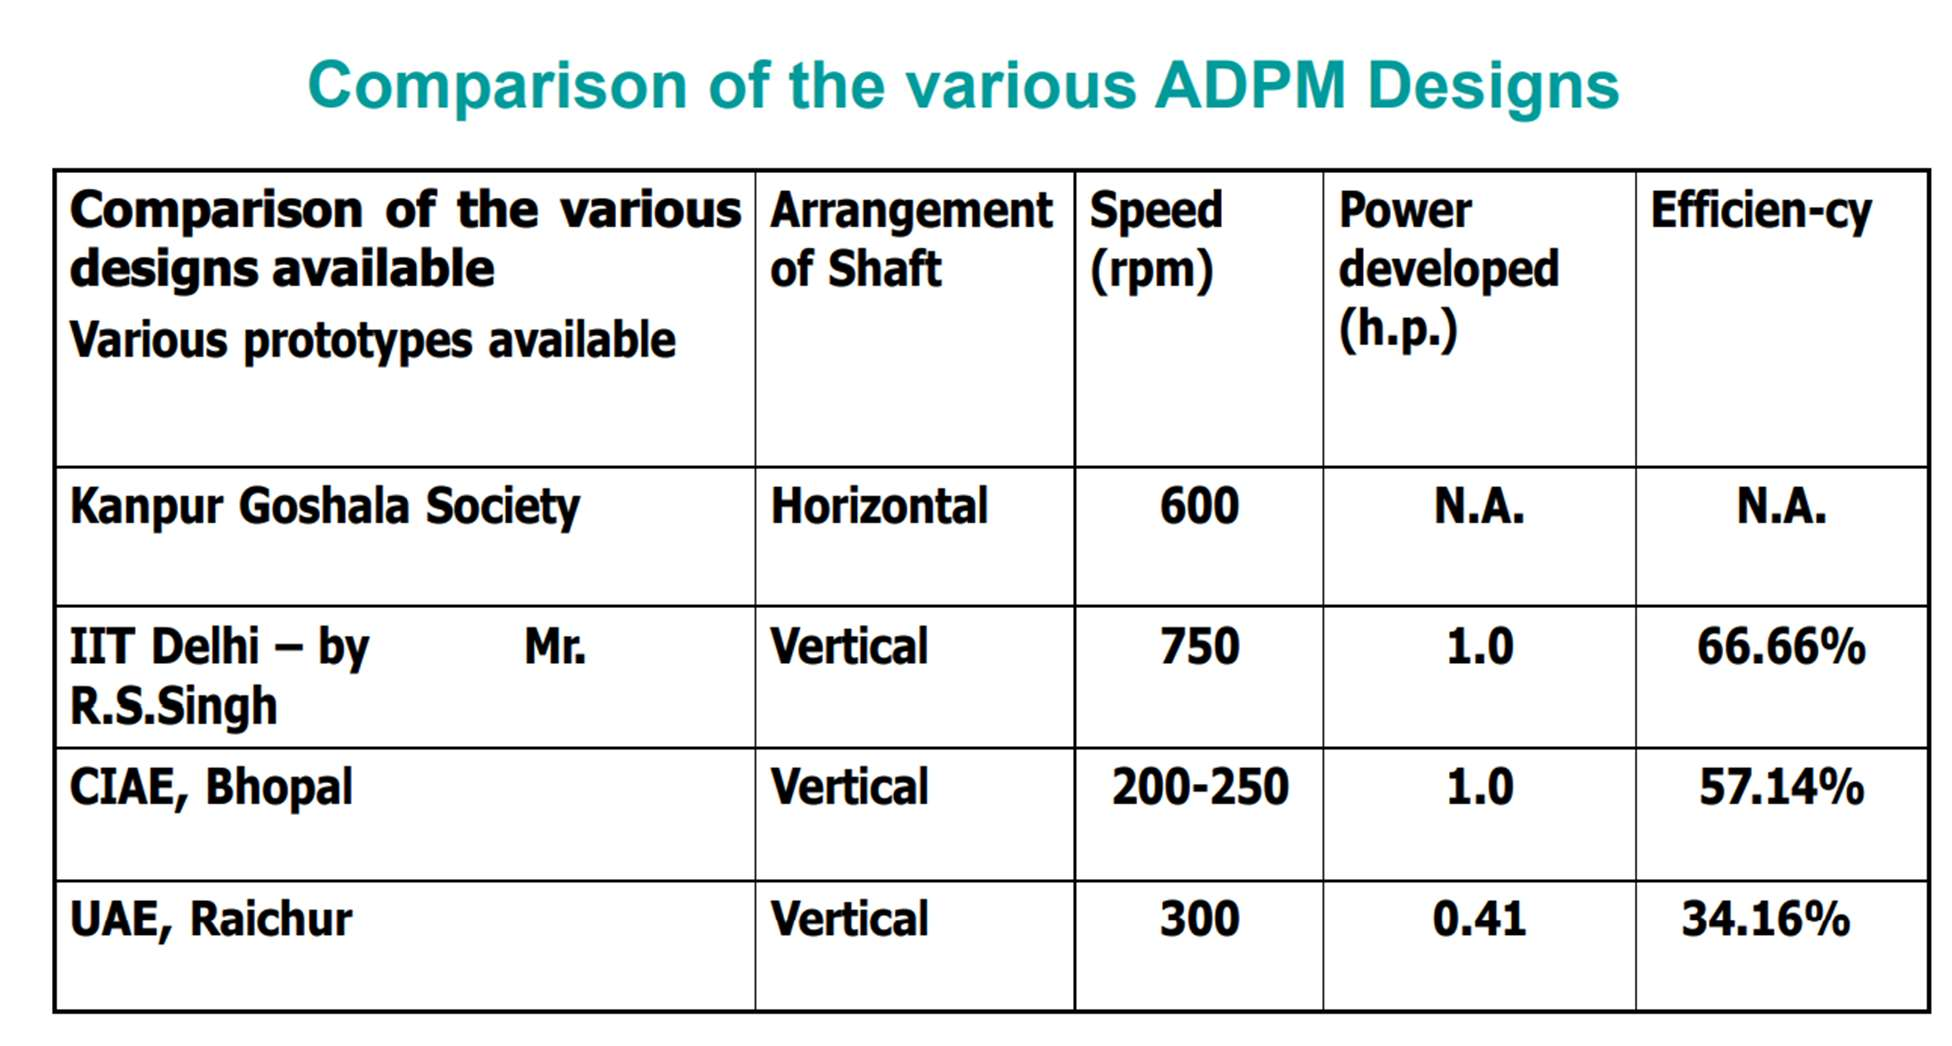 Comparison of the various ADPM Designs
Comparison of the various
designs available
Various prototypes available
Arrangement
of Shaft
Speed
(rpm)
Power
developed
(h.p.)
Efficien-cy
Kanpur Goshala Society
Horizontal
600
N.A.
N.A.
IIT Delhi – by Mr.
R.S.Singh
Vertical
750
1.0
66.66%
CIAE, Bhopal
Vertical
200-250
1.0
57.14%
UAE, Raichur
Vertical
300
0.41
34.16%